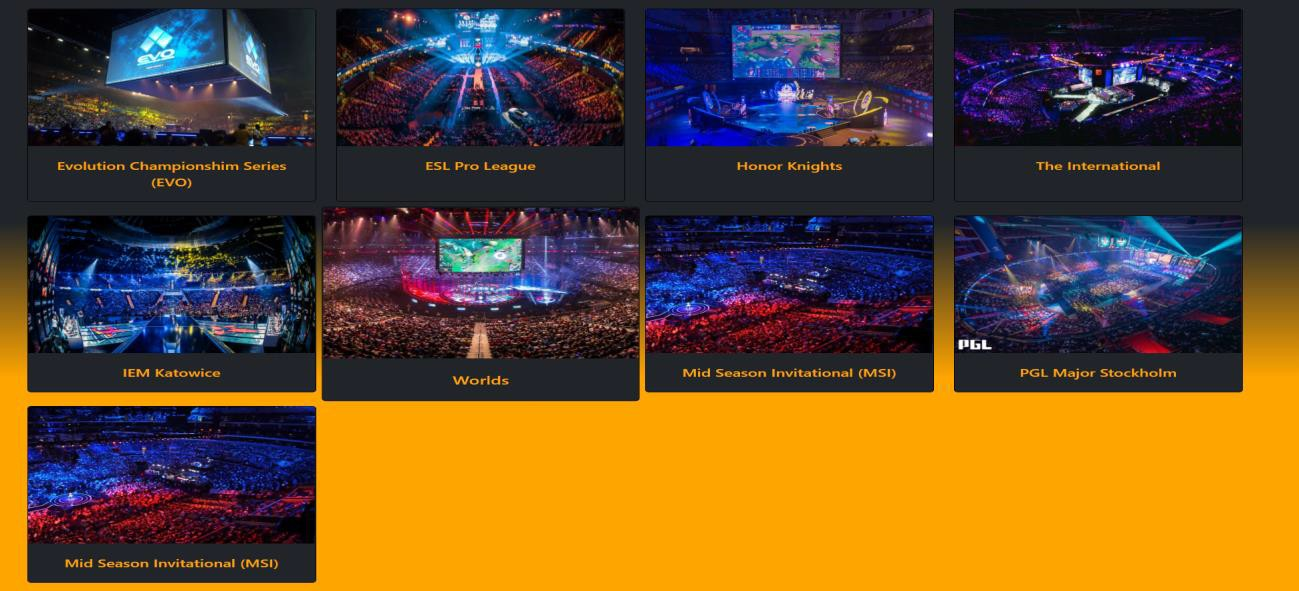 EVO
EVO
Evolution Championshim Series
(EVO)
ESL Pro League
Honor Knights
The International
IEM Katowice
Worlds
Mid Season Invitational (MSI)
PGL
PGL Major Stockholm
Mid Season Invitational (MSI)